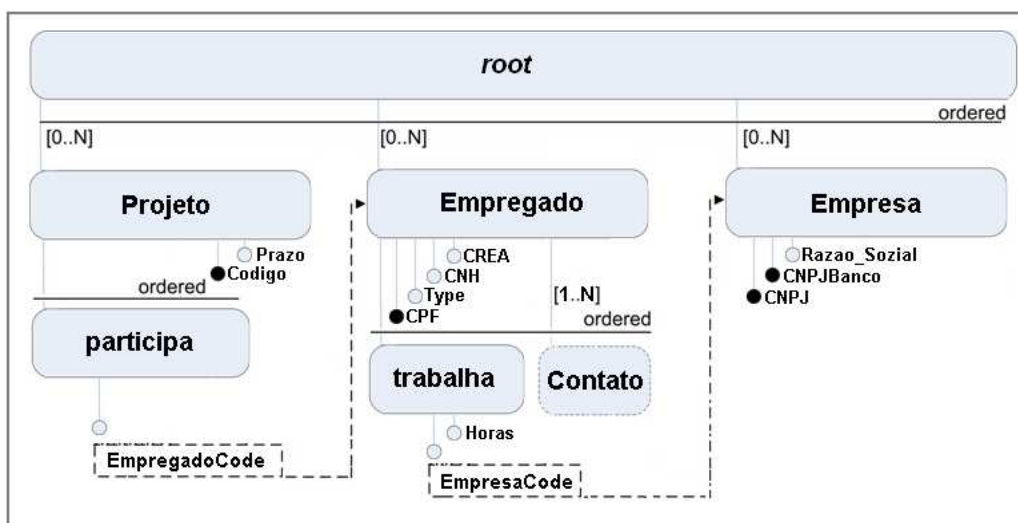 root
ordered
[0..N]
[0..N]
[0..N]
Projeto
Empregado
Empresa
Prazo
Codigo
CREA
CNH
Type
CPF
Razao_Sozial
CNPJBanco
CNPJ
ordered
[1..N]
ordered
participa
trabalha
Contato
Horas
EmpregadoCode
EmpresaCode